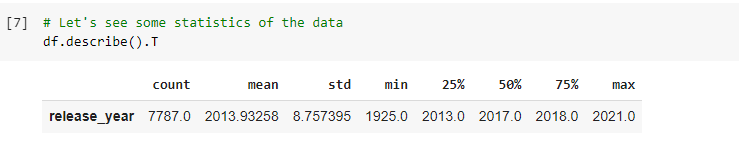 [7] # Let's see some statistics of the data
df.describe().T
count mean std min 25% 50% 75% max
release_year 7787.0 2013.93258 8.757395 1925.0 2013.0 2017.0 2018.0 2021.0